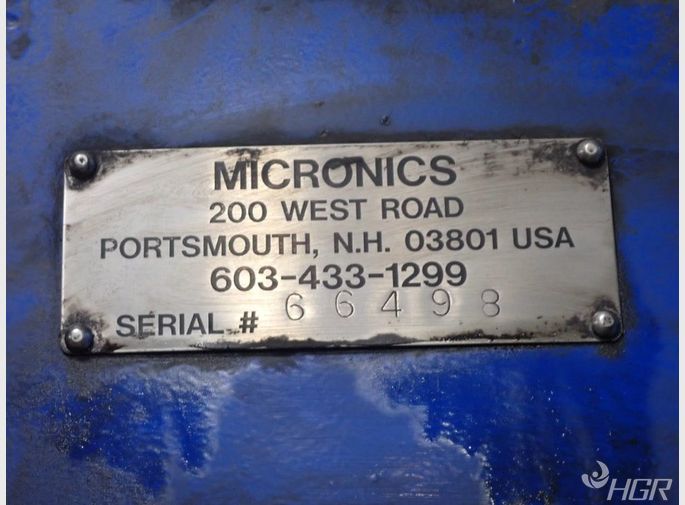 MICRONICS
200 WEST ROAD
PORTSMOUTH, N.H. 03801 USA
603-433-1299
SERIAL # 66498
HGR